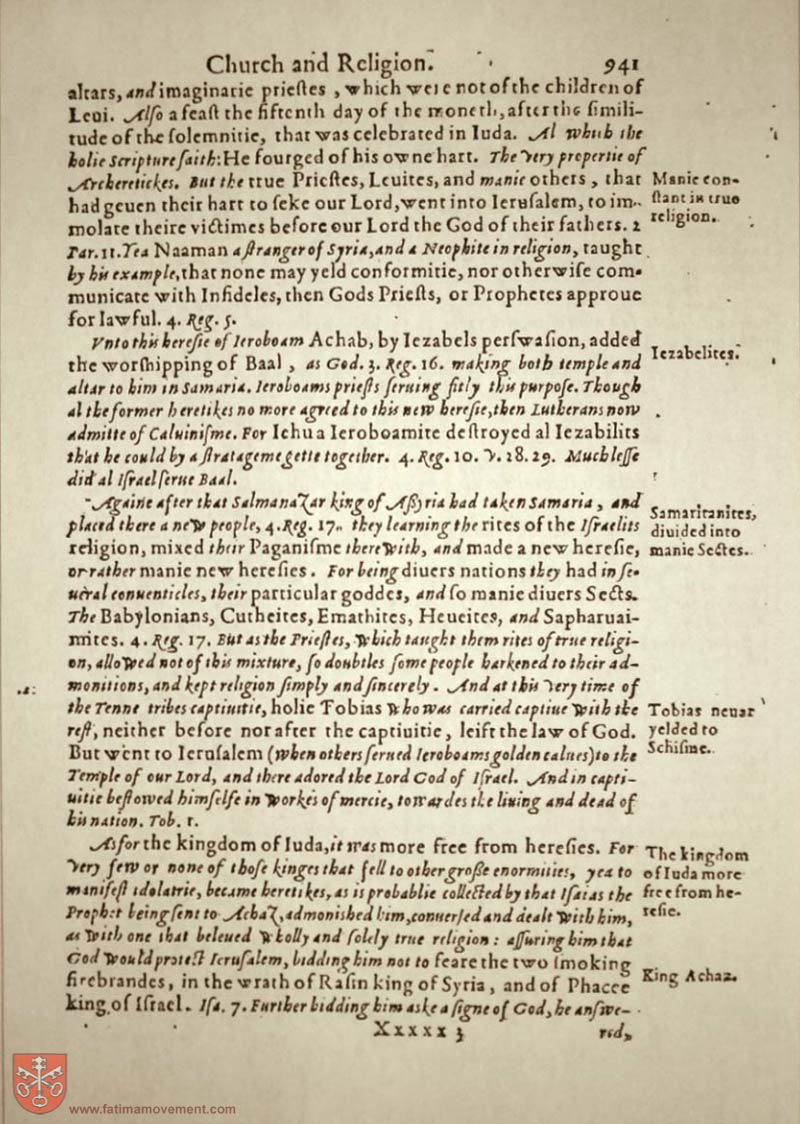 Church and Religion. 941
altars, and imaginarie priestes, which were not of the children of
Leui. Also a feast the fiftenth day of the moneth, after the simili-
tude of the solemnitie, that was celebrated in Iuda. Al which the
holie Scripture saith: He fourged of his owne hart. The very propertie of
Archeretickes. But the true Priestes, Leuites, and manie others, that
Manie con-
had geuen their hart to seke our Lord, went into Ierusalem, to im-
stant in true
molate theire victimes before our Lord the God of their fathers. 2
religion.
Par. 11. Yea Naaman a stranger of Syria, and a Neophite in religion, taught
by his example, that none may yeld conformitie, nor otherwise com-
municate with Infideles, then Gods Priests, or Prophetes approue
for lawful. 4. Reg. 5.
Vnto this heresie of Ieroboam Achab, by Iezabels perswasion, added
the worshipping of Baal, as God. 3. Reg. 16. making both temple and
Iezabelites.
altar to him in Samaria. Ieroboams priests seruing fitly this purpose. Though
al the former heretikes no more agreed to this new heresie, then Lutherans now
admitte of Caluinisme. For Iehu a Ieroboamite destroyed al Iezabilits
that he could by a stratageme gette together. 4. Reg. 10. v. 18. 29. Much lesse
did al Israel serue Baal.
Againe after that Salmanazar king of Assyria had taken Samaria, and
Samaritanites,
placed there a new people, 4. Reg. 17. they learning the rites of the Israelits
diuided into
religion, mixed their Paganisme therewith, and made a new heresie,
manie Sectes.
or rather manie new heresies. For being diuers nations they had in se-
ueral conuenticles, their particular goddes, and so manie diuers Sects.
The Babylonians, Cutheites, Emathites, Heueites, and Sapharuai-
mites. 4. Reg. 17. But as the Priestes, which taught them rites of true religi-
on, allowed not of this mixture, so doubtles some people harkened to their ad-
monitions, and kept religion simply and sincerely. And at this very time of
the Tenne tribes captiuitie, holie Tobias who was carried captiue with the
Tobias neuar
rest, neither before nor after the captiuitie, leift the law of God.
yelded to
But went to Ierusalem (when others serued Ieroboams golden calues) to the
Schisme.
Temple of our Lord, and there adored the Lord God of Israel. And in capti-
uitie bestowed himselfe in workes of mercie, towardes the liuing and dead of
his nation. Tob. 1.
As for the kingdom of Iuda, it was more free from heresies. For
The kingdom
very few or none of those kinges that fell to other grosse enormities, yea to
of Iuda more
manifest idolatrie, became heretikes, as is probablie collected by that Isaias the
free from he-
Prophet being sent to Achaz, admonished him, conuersed and dealt with him,
resie.
as with one that beleued wholly and solely true religion: assuring him that
God would protect Ierusalem, bidding him not to feare the two smoking
firebrandes, in the wrath of Rasin king of Syria, and of Phacee
King Achaz.
king of Israel. Isa. 7. Further bidding him aske a signe of God, he answe-
Xxxxx 3 red,
www.fatimamovement.com